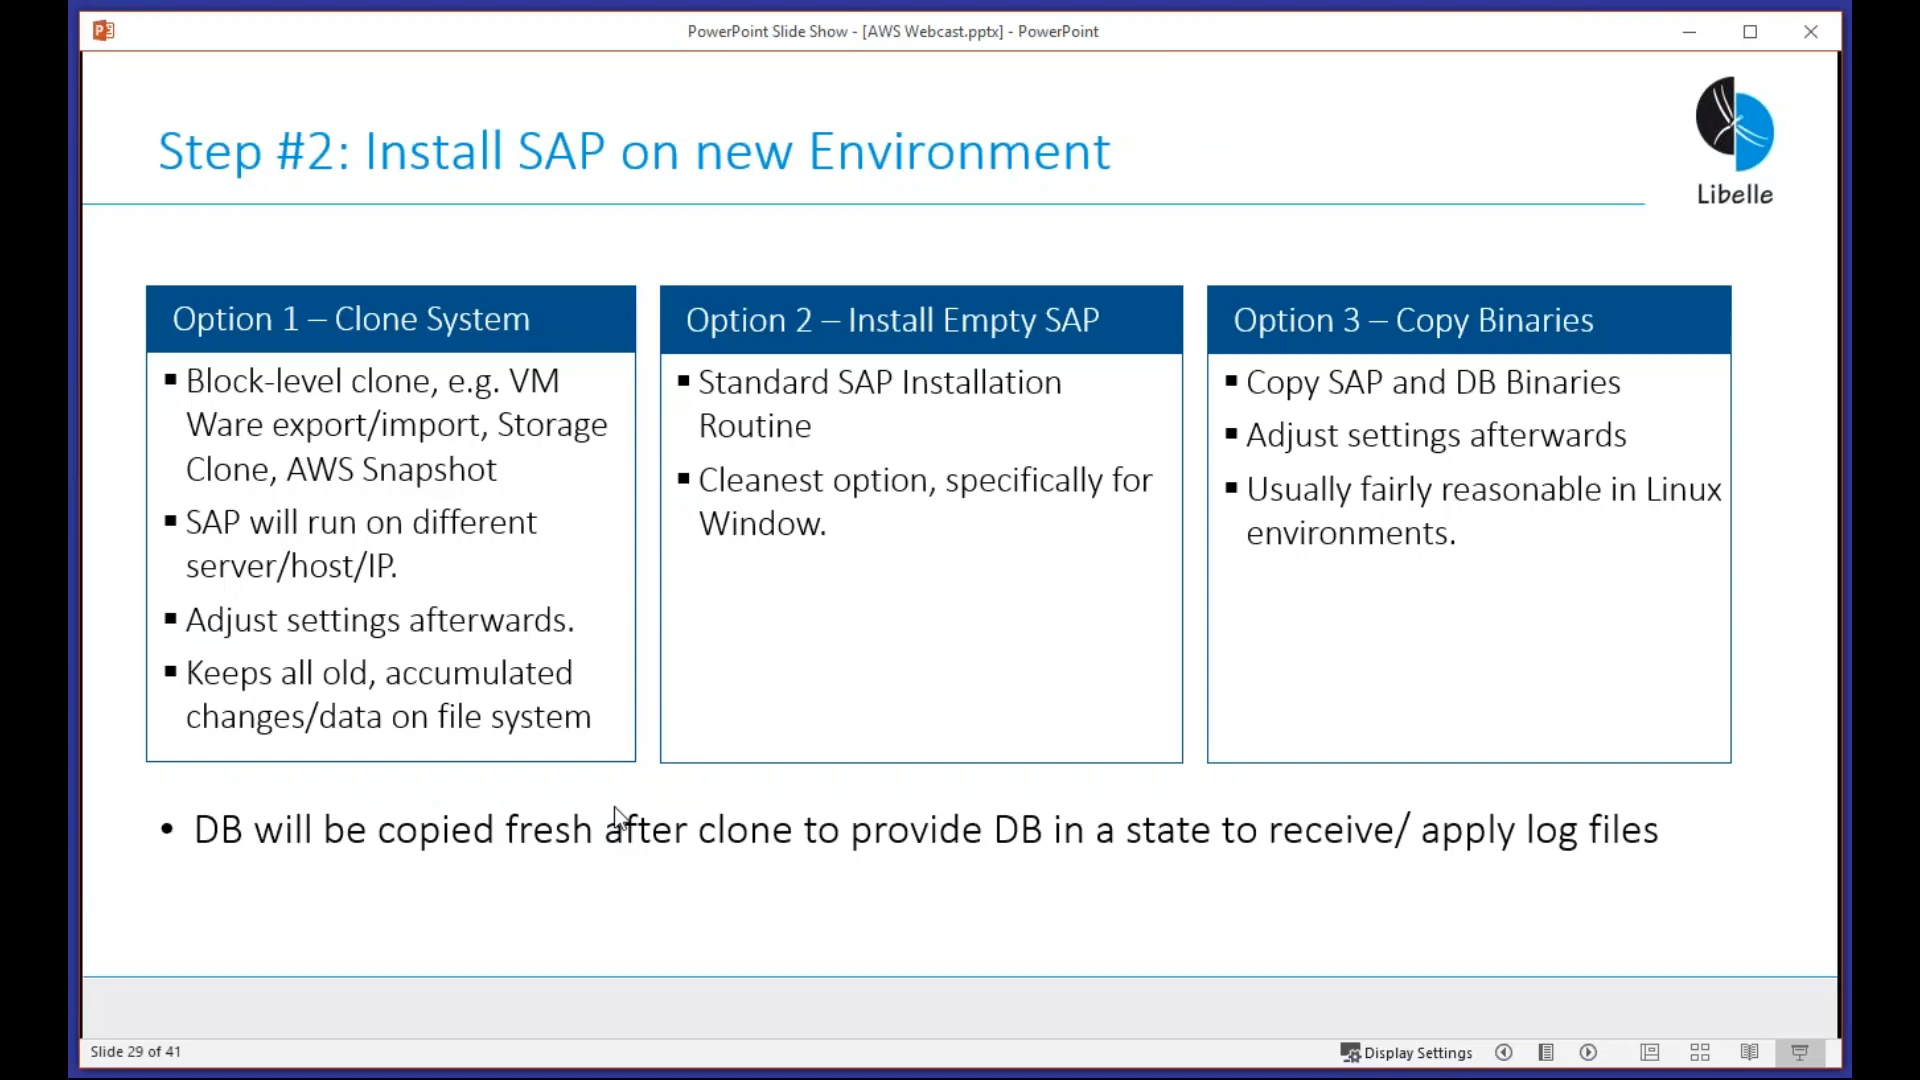 PowerPoint Slide Show - [AWS Webcast.pptx] - PowerPoint
Step #2: Install SAP on new Environment
Libelle
Option 1 – Clone System
▪ Block-level clone, e.g. VM
Ware export/import, Storage
Clone, AWS Snapshot
▪ SAP will run on different
server/host/IP.
▪ Adjust settings afterwards.
▪ Keeps all old, accumulated
changes/data on file system
Option 2 – Install Empty SAP
▪ Standard SAP Installation
Routine
▪ Cleanest option, specifically for
Window.
Option 3 – Copy Binaries
▪ Copy SAP and DB Binaries
▪ Adjust settings afterwards
▪ Usually fairly reasonable in Linux
environments.
• DB will be copied fresh after clone to provide DB in a state to receive/ apply log files
Slide 29 of 41
Display Settings